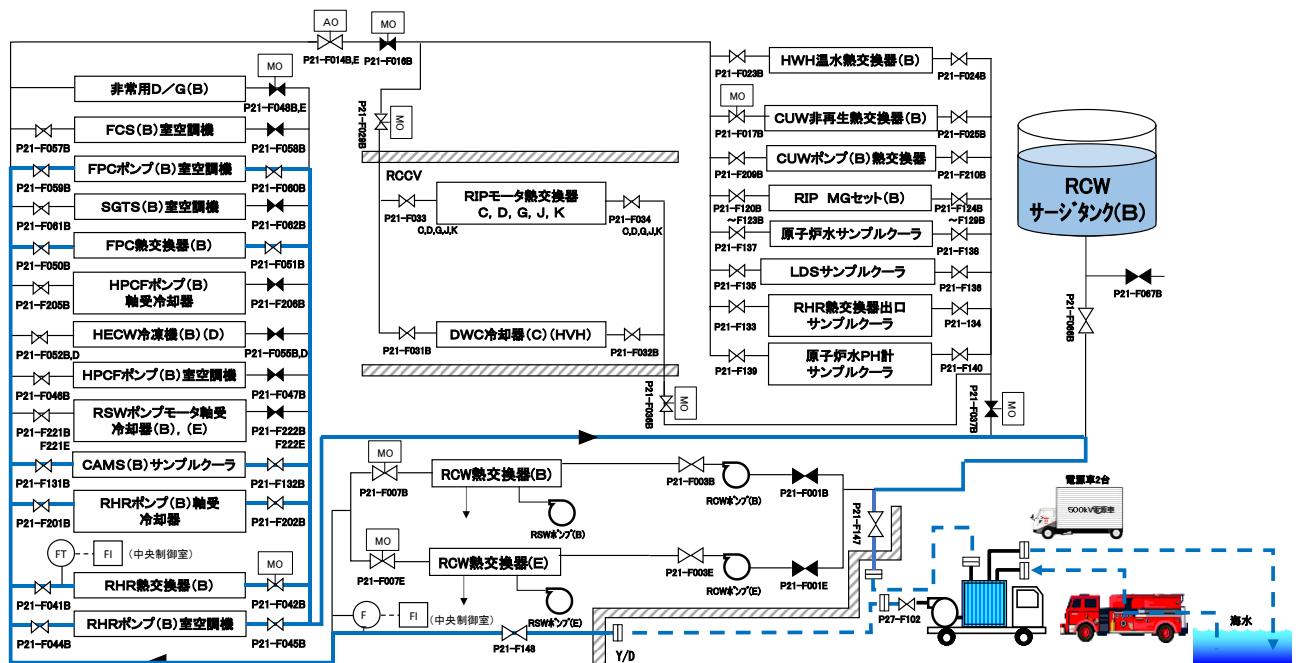 AO
MO
P21-F014B,E
P21-F016B
MO
非常用D/G(B)
P21-F048B,E
FCS(B)室空調機
P21-F057B
P21-F058B
FPCポンプ(B)室空調機
P21-F059B
P21-F060B
SGTS(B)室空調機
P21-F061B
P21-F062B
FPC熱交換器(B)
P21-F050B
P21-F051B
HPCFポンプ(B)
軸受冷却器
P21-F205B
P21-F206B
HECW冷凍機(B)(D)
P21-F052B,D
P21-F055B,D
HPCFポンプ(B)室空調機
P21-F046B
P21-F047B
RSWポンプモータ軸受
冷却器(B), (E)
P21-F221B
F221E
P21-F222B
F222E
CAMS(B)サンプルクーラ
P21-F131B
P21-F132B
RHRポンプ(B)軸受
冷却器
P21-F201B
P21-F202B
FT
FI
(中央制御室)
MO
RHR熱交換器(B)
P21-F041B
P21-F042B
RHRポンプ(B)室空調機
P21-F044B
P21-F045B
P21-F029B
MO
RCCV
RIPモータ熱交換器
C, D, G, J, K
P21-F033
C,D,G,J,K
P21-F034
C,D,G,J,K
DWC冷却器(C)(HVH)
P21-F031B
P21-F032B
P21-F036B
MO
HWH温水熱交換器(B)
P21-F023B
P21-F024B
MO
CUW非再生熱交換器(B)
P21-F017B
P21-F025B
CUWポンプ(B)熱交換器
P21-F209B
P21-F210B
RIP MGセット(B)
P21-F120B
~F123B
P21-F124B
~F129B
原子炉水サンプルクーラ
P21-F137
P21-F138
LDSサンプルクーラ
P21-F135
P21-F136
RHR熱交換器出口
サンプルクーラ
P21-F133
P21-134
原子炉水PH計
サンプルクーラ
P21-F139
P21-F140
P21-F037B
MO
RCW
サージタンク(B)
P21-F067B
P21-F066B
MO
P21-F007B
RCW熱交換器(B)
RSWポンプ(B)
P21-F003B
RCWポンプ(B)
P21-F001B
MO
P21-F007E
RCW熱交換器(E)
RSWポンプ(E)
P21-F003E
RCWポンプ(E)
P21-F001E
P21-F147
F
FI
(中央制御室)
P21-F148
Y/D
P27-F102
電源車2台
500kV電源車
海水